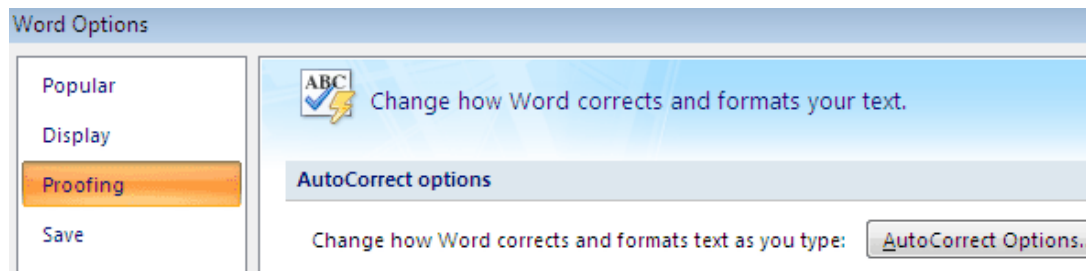 Word Options
Popular
Display
Proofing
Save
ABC
Change how Word corrects and formats your text.
AutoCorrect options
Change how Word corrects and formats text as you type: AutoCorrect Options..